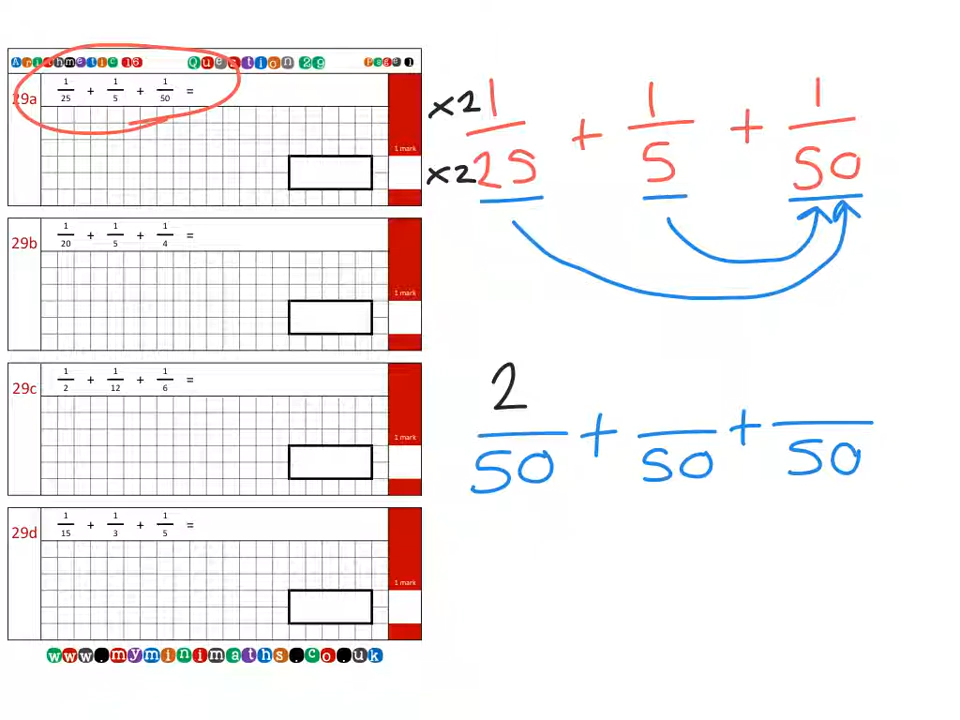 Arithmetic 18 Question 29 Page 1
29a 1/25 + 1/5 + 1/50 =
1 mark
29b 1/20 + 1/5 + 1/4 =
1 mark
29c 1/2 + 1/12 + 1/6 =
1 mark
29d 1/15 + 1/3 + 1/5 =
1 mark
www.myminimaths.co.uk
×2 1/25 + 1/5 + 1/50
×2
2/50 + /50 + /50